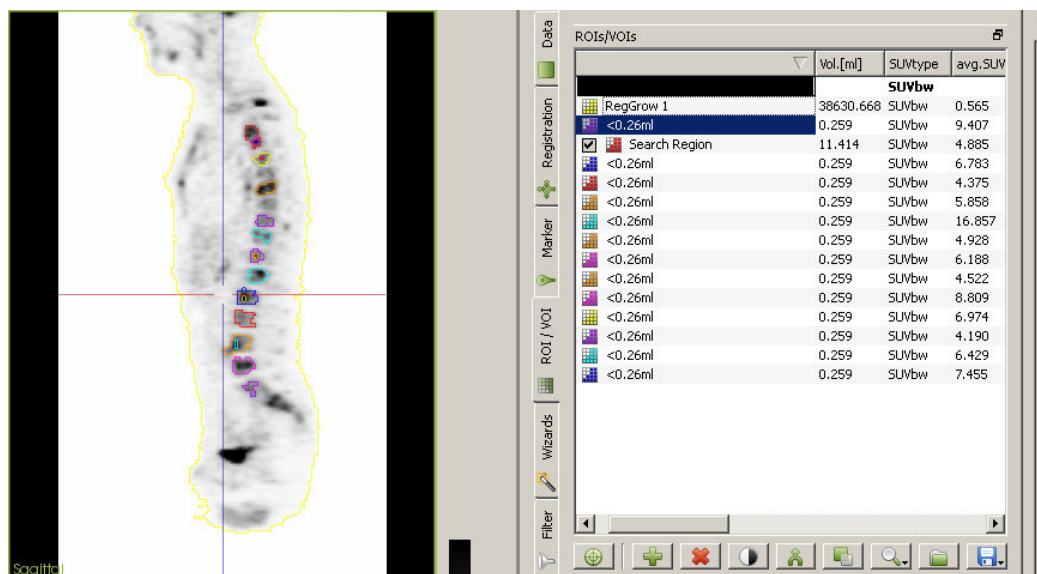 Sagittal
Data
Registration
Marker
ROI / VOI
Wizards
Filter
ROIs/VOIs
Vol.[ml] SUVtype avg.SUV
SUVbw
RegGrow 1 38630.668 SUVbw 0.565
<0.26ml 0.259 SUVbw 9.407
Search Region 11.414 SUVbw 4.885
<0.26ml 0.259 SUVbw 6.783
<0.26ml 0.259 SUVbw 4.375
<0.26ml 0.259 SUVbw 5.858
<0.26ml 0.259 SUVbw 16.857
<0.26ml 0.259 SUVbw 4.928
<0.26ml 0.259 SUVbw 6.188
<0.26ml 0.259 SUVbw 4.522
<0.26ml 0.259 SUVbw 8.809
<0.26ml 0.259 SUVbw 6.974
<0.26ml 0.259 SUVbw 4.190
<0.26ml 0.259 SUVbw 6.429
<0.26ml 0.259 SUVbw 7.455